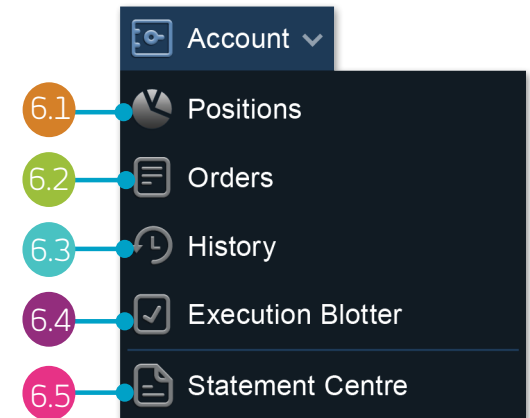 Account
6.1 Positions
6.2 Orders
6.3 History
6.4 Execution Blotter
6.5 Statement Centre